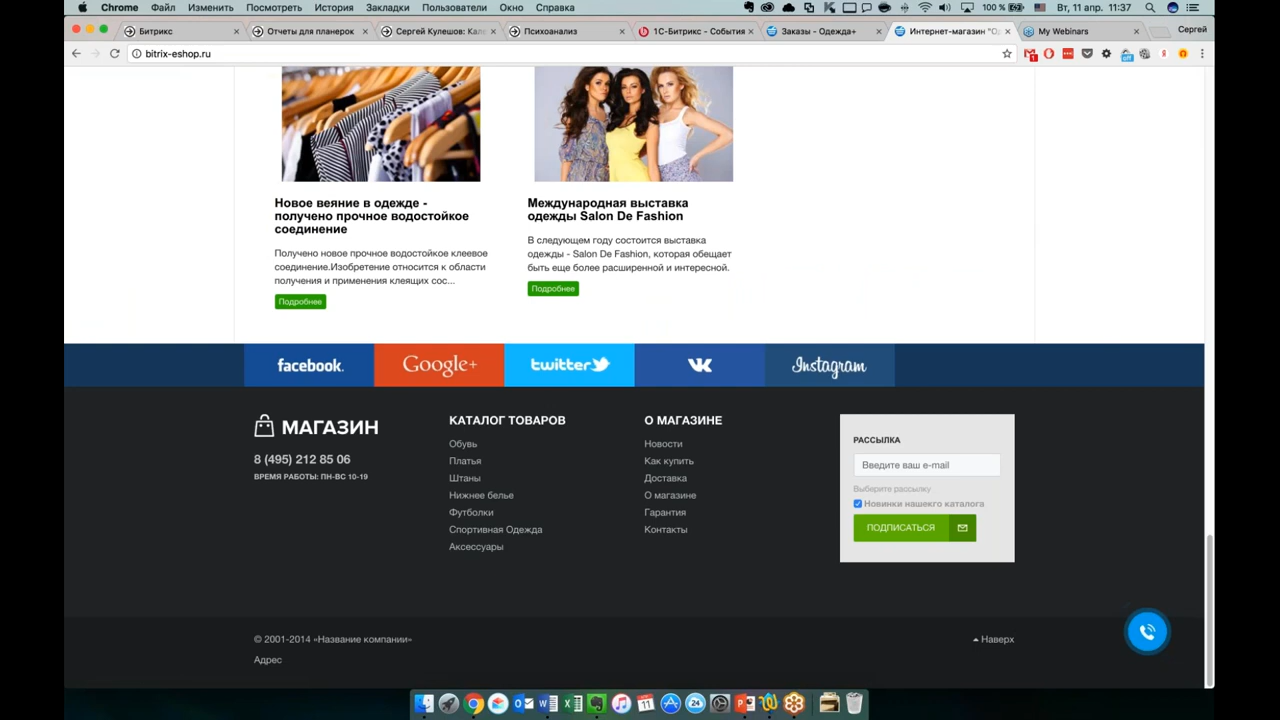 Chrome Файл Изменить Посмотреть История Закладки Пользователи Окно Справка 100 % Вт, 11 апр. 11:37
Битрикс Отчеты для планерок Сергей Кулешов: Кале Психоанализ 1С-Битрикс - События Заказы - Одежда+ Интернет-магазин "Од My Webinars Сергей
bitrix-eshop.ru
Новое веяние в одежде -
получено прочное водостойкое
соединение
Получено новое прочное водостойкое клеевое
соединение.Изобретение относится к области
получения и применения клеящих сос...
Подробнее
Международная выставка
одежды Salon De Fashion
В следующем году состоится выставка
одежды - Salon De Fashion, которая обещает
быть еще более расширенной и интересной.
Подробнее
facebook. Google+ twitter VK Instagram
МАГАЗИН
8 (495) 212 85 06
ВРЕМЯ РАБОТЫ: ПН-ВС 10-19
КАТАЛОГ ТОВАРОВ
Обувь
Платья
Штаны
Нижнее белье
Футболки
Спортивная Одежда
Аксессуары
О МАГАЗИНЕ
Новости
Как купить
Доставка
О магазине
Гарантия
Контакты
РАССЫЛКА
Введите ваш e-mail
Выберите рассылку
Новинки нашекго каталога
ПОДПИСАТЬСЯ
© 2001-2014 «Название компании»
Наверх
Адрес